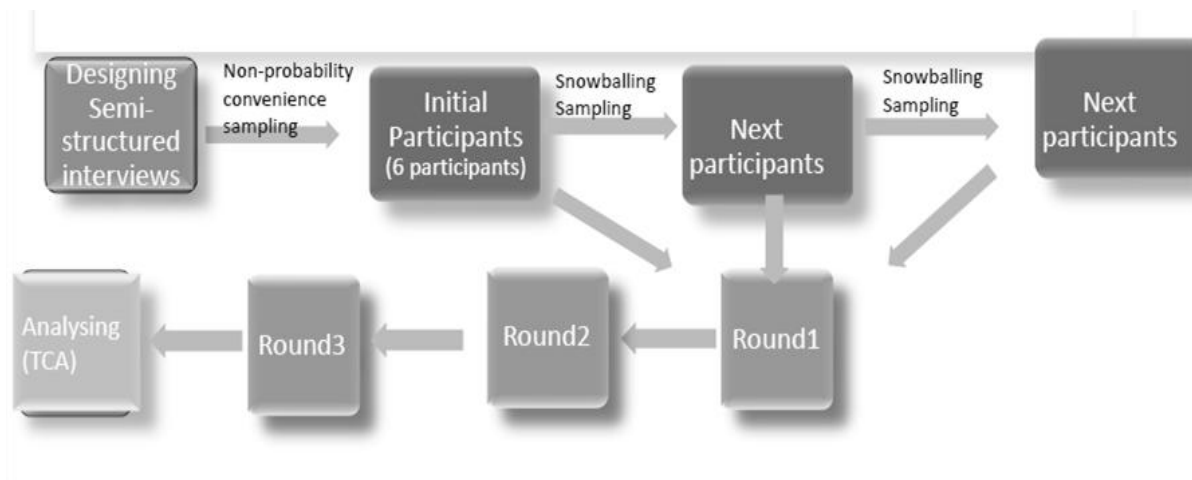 Designing
Semi-
structured
interviews
Non-probability
convenience
sampling
Initial
Participants
(6 participants)
Snowballing
Sampling
Next
participants
Snowballing
Sampling
Next
participants
Analysing
(TCA)
Round3
Round2
Round1